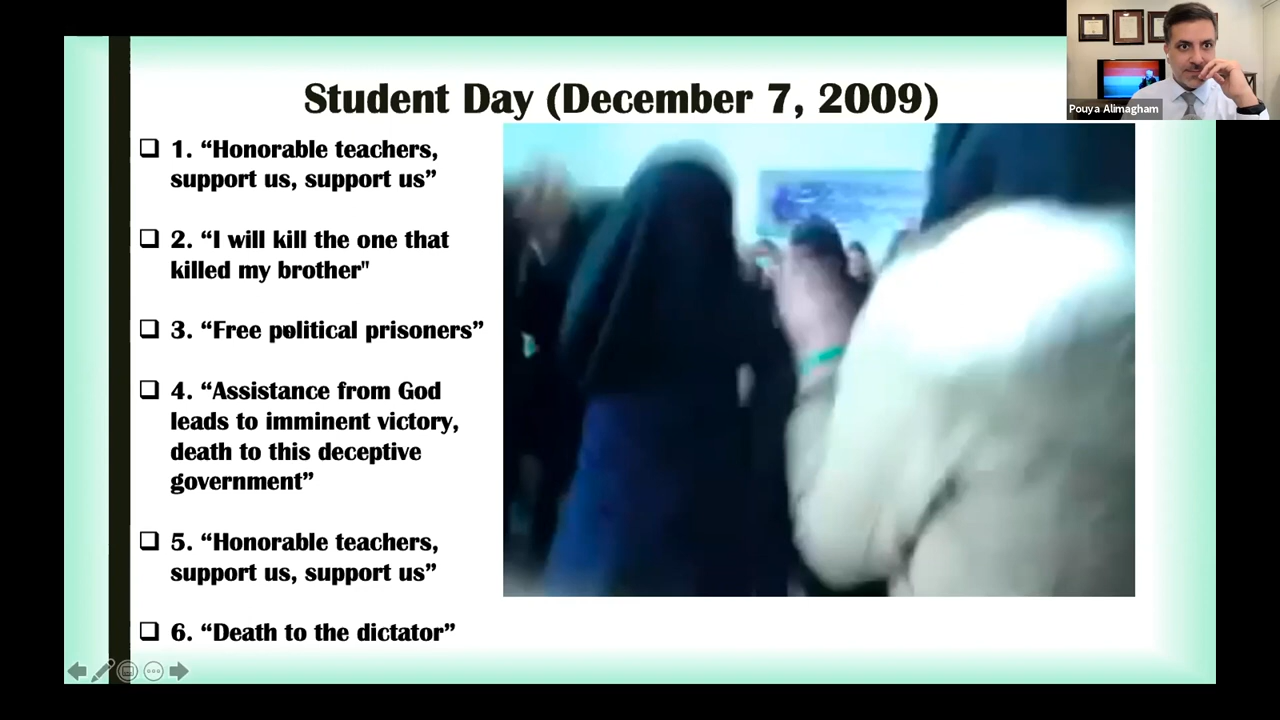 Student Day (December 7, 2009)
Pouya Alimagham
1. “Honorable teachers,
support us, support us”
2. “I will kill the one that
killed my brother"
3. “Free political prisoners”
4. “Assistance from God
leads to imminent victory,
death to this deceptive
government”
5. “Honorable teachers,
support us, support us”
6. “Death to the dictator”